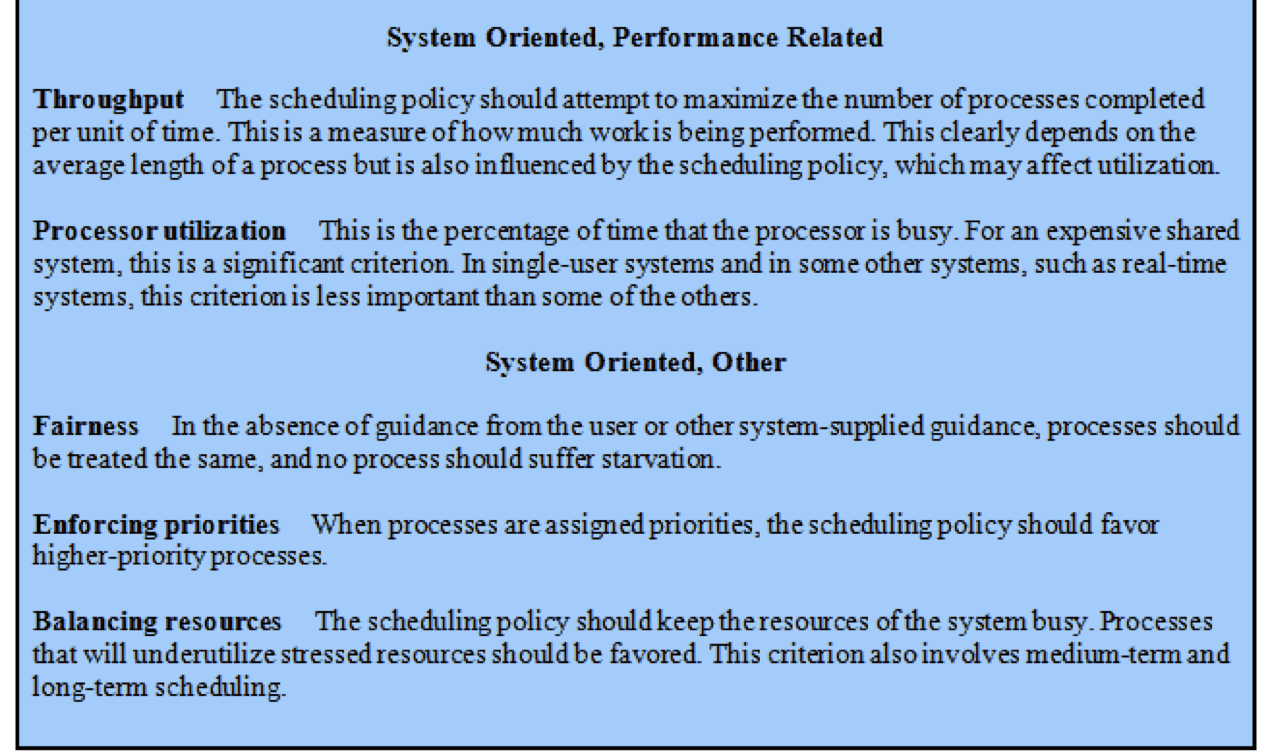 System Oriented, Performance Related
Throughput The scheduling policy should attempt to maximize the number of processes completed
per unit of time. This is a measure of how much work is being performed. This clearly depends on the
average length of a process but is also influenced by the scheduling policy, which may affect utilization.
Processor utilization This is the percentage of time that the processor is busy. For an expensive shared
system, this is a significant criterion. In single-user systems and in some other systems, such as real-time
systems, this criterion is less important than some of the others.
System Oriented, Other
Fairness In the absence of guidance from the user or other system-supplied guidance, processes should
be treated the same, and no process should suffer starvation.
Enforcing priorities When processes are assigned priorities, the scheduling policy should favor
higher-priority processes.
Balancing resources The scheduling policy should keep the resources of the system busy. Processes
that will underutilize stressed resources should be favored. This criterion also involves medium-term and
long-term scheduling.